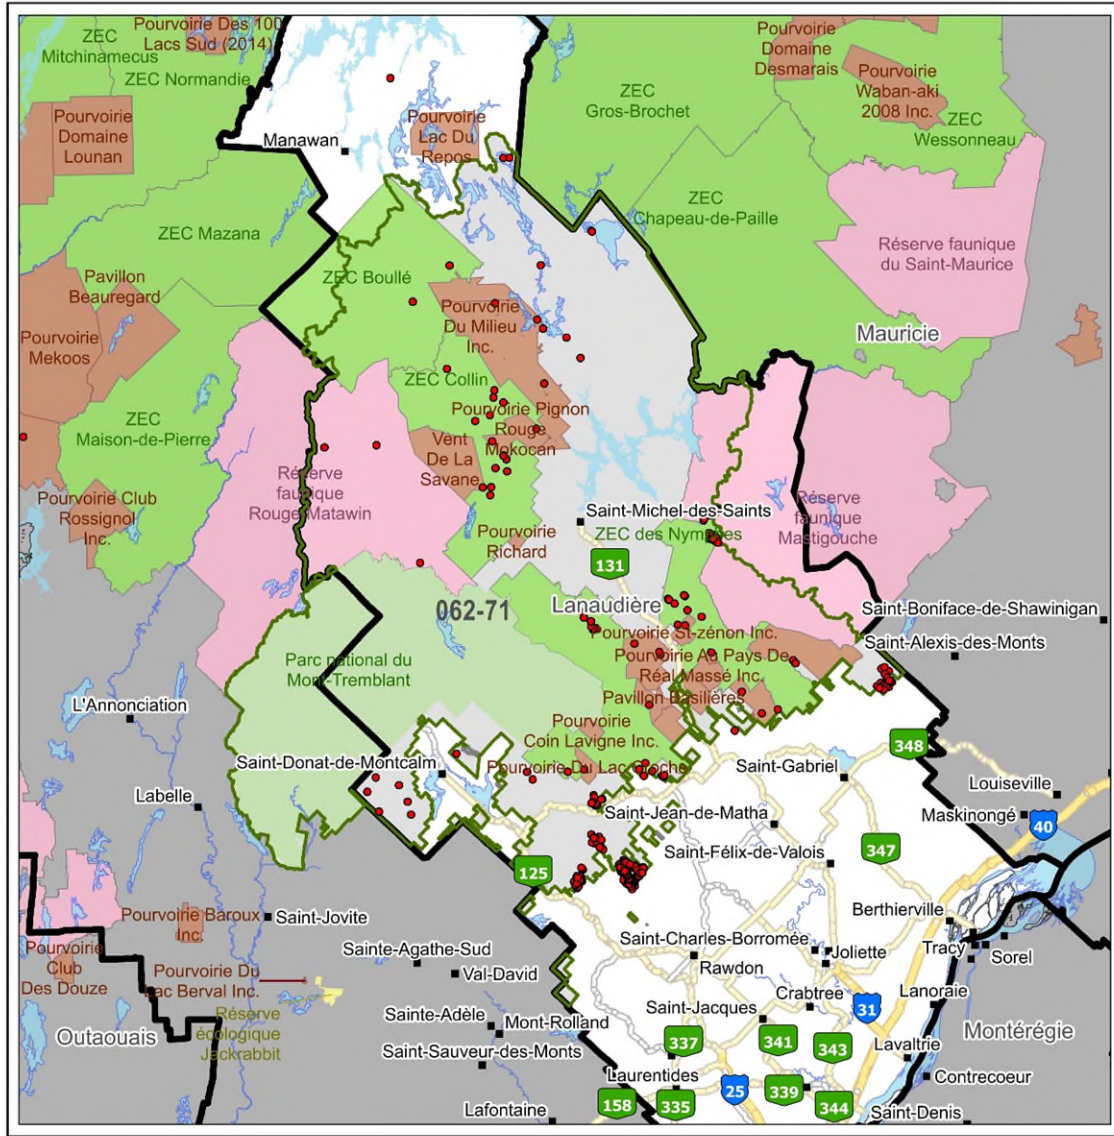 Pourvoirie Des 100
Lacs Sud (2014)
ZEC
Mitchinamecus
ZEC Normandie
Pourvoirie
Domaine
Lounan
Manawan
Pourvoirie
Lac Du
Repos
ZEC
Gros-Brochet
Pourvoirie
Domaine
Desmarais
Pourvoirie
Waban-aki
2008 Inc.
ZEC
Wessonneau
ZEC
Chapeau-de-Paille
Réserve faunique
du Saint-Maurice
ZEC Mazana
ZEC Boullé
Pavillon
Beauregard
Pourvoirie
Mekoos
Pourvoirie
Du Milieu
Inc.
Mauricie
ZEC Collin
ZEC
Maison-de-Pierre
Pourvoirie Pignon
Rouge
Mokocan
Vent
De La
Savane
Réserve
faunique
Rouge-Matawin
Pourvoirie Club
Rossignol
Inc.
Saint-Michel-des-Saints
ZEC des Nymphes
Réserve
faunique
Mastigouche
Pourvoirie
Richard
131
062-71
Lanaudière
Saint-Boniface-de-Shawinigan
Saint-Alexis-des-Monts
Pourvoirie St-zénon Inc.
Pourvoirie Au Pays De
Réal Massé Inc.
Pavillon Basilières
Parc national du
Mont-Tremblant
L'Annonciation
Pourvoirie
Coin Lavigne Inc.
348
Saint-Donat-de-Montcalm
Pourvoirie Du Lac Croche
Saint-Gabriel
Louiseville
Labelle
Saint-Jean-de-Matha
Maskinongé
40
347
Saint-Félix-de-Valois
125
Pourvoirie Baroux
Inc.
Saint-Jovite
Berthierville
Sainte-Agathe-Sud
Saint-Charles-Borromée
Joliette
Tracy
Sorel
Pourvoirie
Club
Des Douze
Pourvoirie Du
Lac Berval Inc.
Val-David
Rawdon
Crabtree
Lanoraie
Réserve
écologique
Jackrabbit
Sainte-Adèle
Mont-Rolland
Saint-Jacques
31
Outaouais
Montérégie
Saint-Sauveur-des-Monts
337
341
343
Lavaltrie
Laurentides
Contrecoeur
Lafontaine
158
335
25
339
344
Saint-Denis